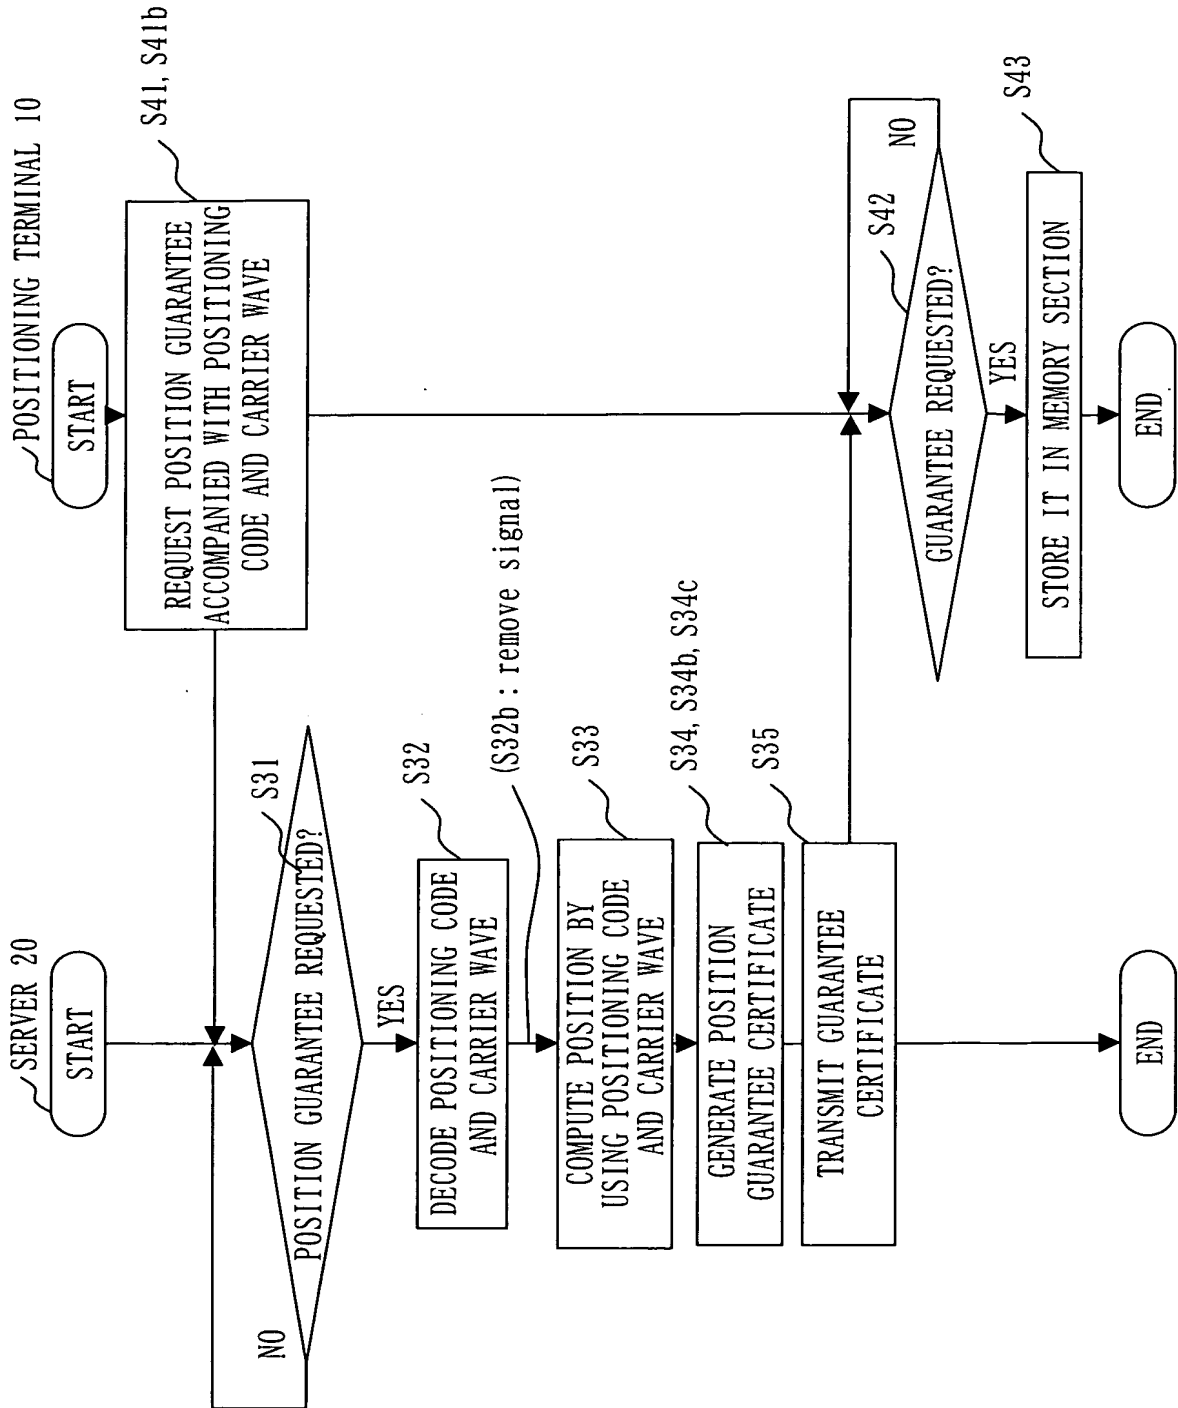 SERVER 20
START
S31
POSITION GUARANTEE REQUESTED?
NO
YES
S32
DECODE POSITIONING CODE
AND CARRIER WAVE
(S32b : remove signal)
S33
COMPUTE POSITION BY
USING POSITIONING CODE
AND CARRIER WAVE
S34, S34b, S34c
GENERATE POSITION
GUARANTEE CERTIFICATE
S35
TRANSMIT GUARANTEE
CERTIFICATE
END
POSITIONING TERMINAL 10
START
S41, S41b
REQUEST POSITION GUARANTEE
ACCOMPANIED WITH POSITIONING
CODE AND CARRIER WAVE
S42
GUARANTEE REQUESTED?
NO
YES
S43
STORE IT IN MEMORY SECTION
END